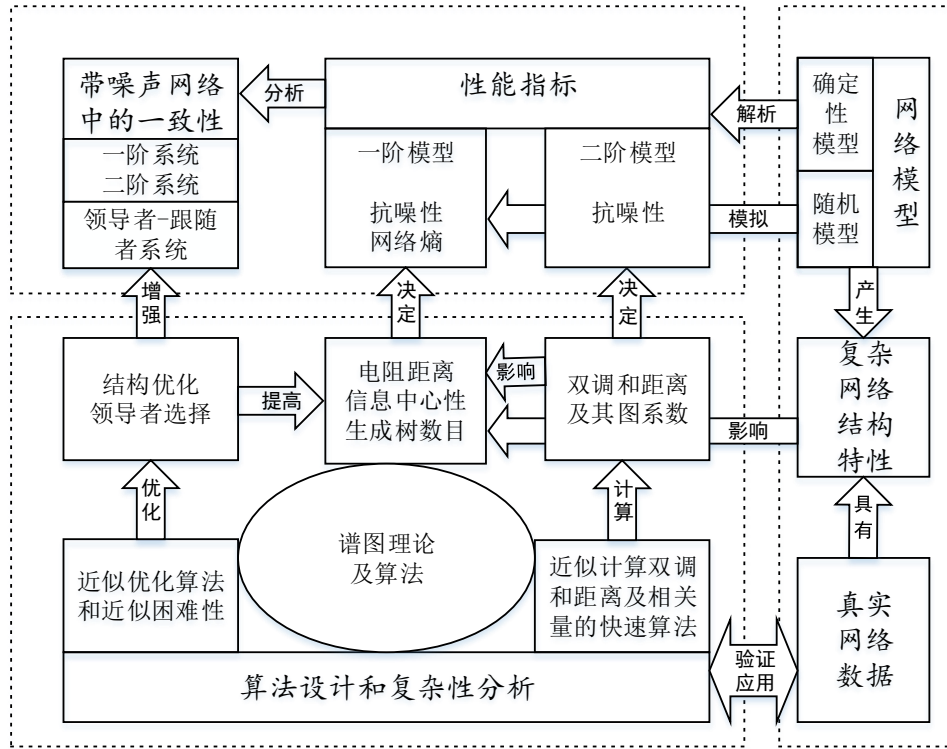 带噪声网络
中的一致性
一阶系统
二阶系统
领导者-跟随
者系统
分析
性能指标
一阶模型
抗噪性
网络熵
二阶模型
抗噪性
解析
模拟
确定
性
模型
随机
模型
网
络
模
型
增
强
决
定
决
定
产
生
结构优化
领导者选择
提高
电阻距离
信息中心性
生成树数目
影响
双调和距离
及其图系数
影响
复杂
网络
结构
特性
优
化
计
算
具
有
近似优化算法
和近似困难性
谱图理论
及算法
近似计算双调
和距离及相关
量的快速算法
真实
网络
数据
验证
应用
算法设计和复杂性分析